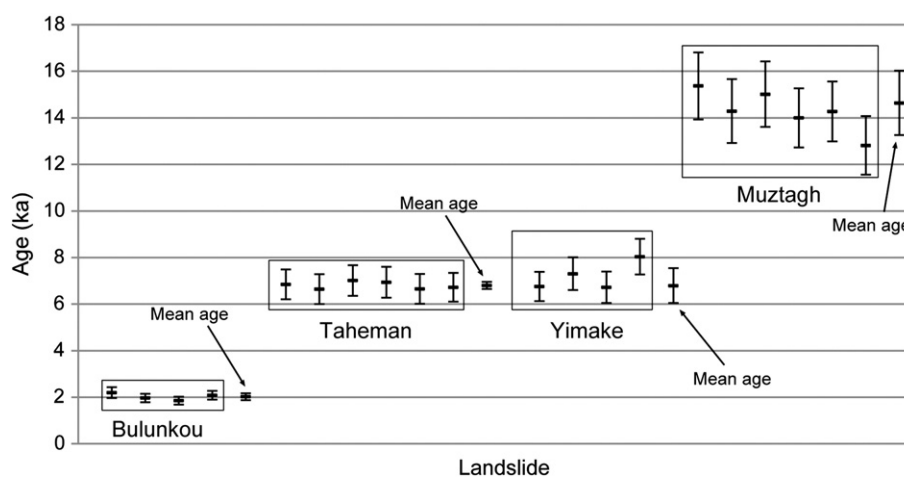 18
16
14
12
10
8
6
4
2
0
Age (ka)
Muztagh
Mean age
Mean age
Taheman
Yimake
Mean age
Mean age
Bulunkou
Landslide